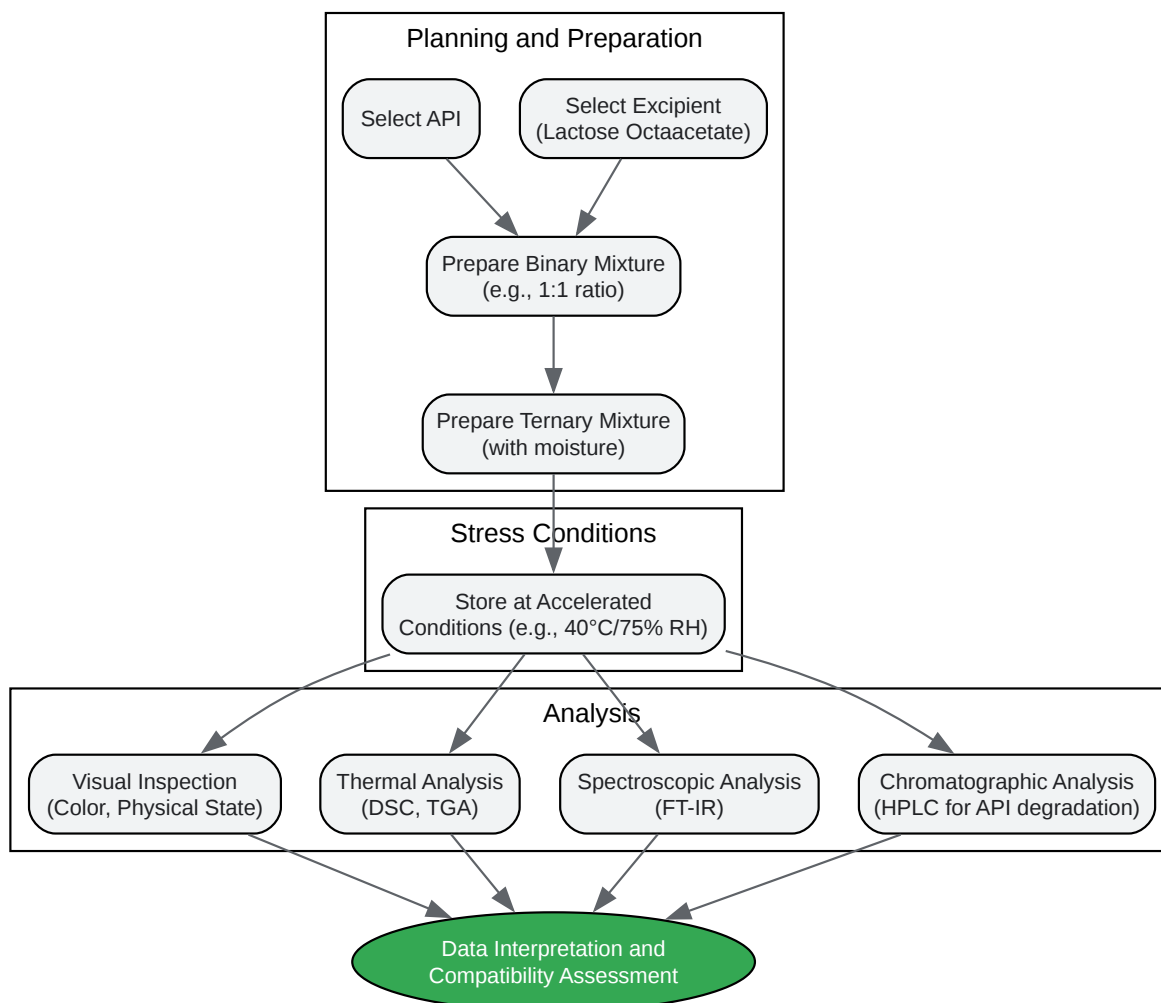 Planning and Preparation
Select API
Select Excipient
(Lactose Octaacetate)
Prepare Binary Mixture
(e.g., 1:1 ratio)
Prepare Ternary Mixture
(with moisture)
Stress Conditions
Store at Accelerated
Conditions (e.g., 40°C/75% RH)
Analysis
Visual Inspection
(Color, Physical State)
Thermal Analysis
(DSC, TGA)
Spectroscopic Analysis
(FT-IR)
Chromatographic Analysis
(HPLC for API degradation)
Data Interpretation and
Compatibility Assessment